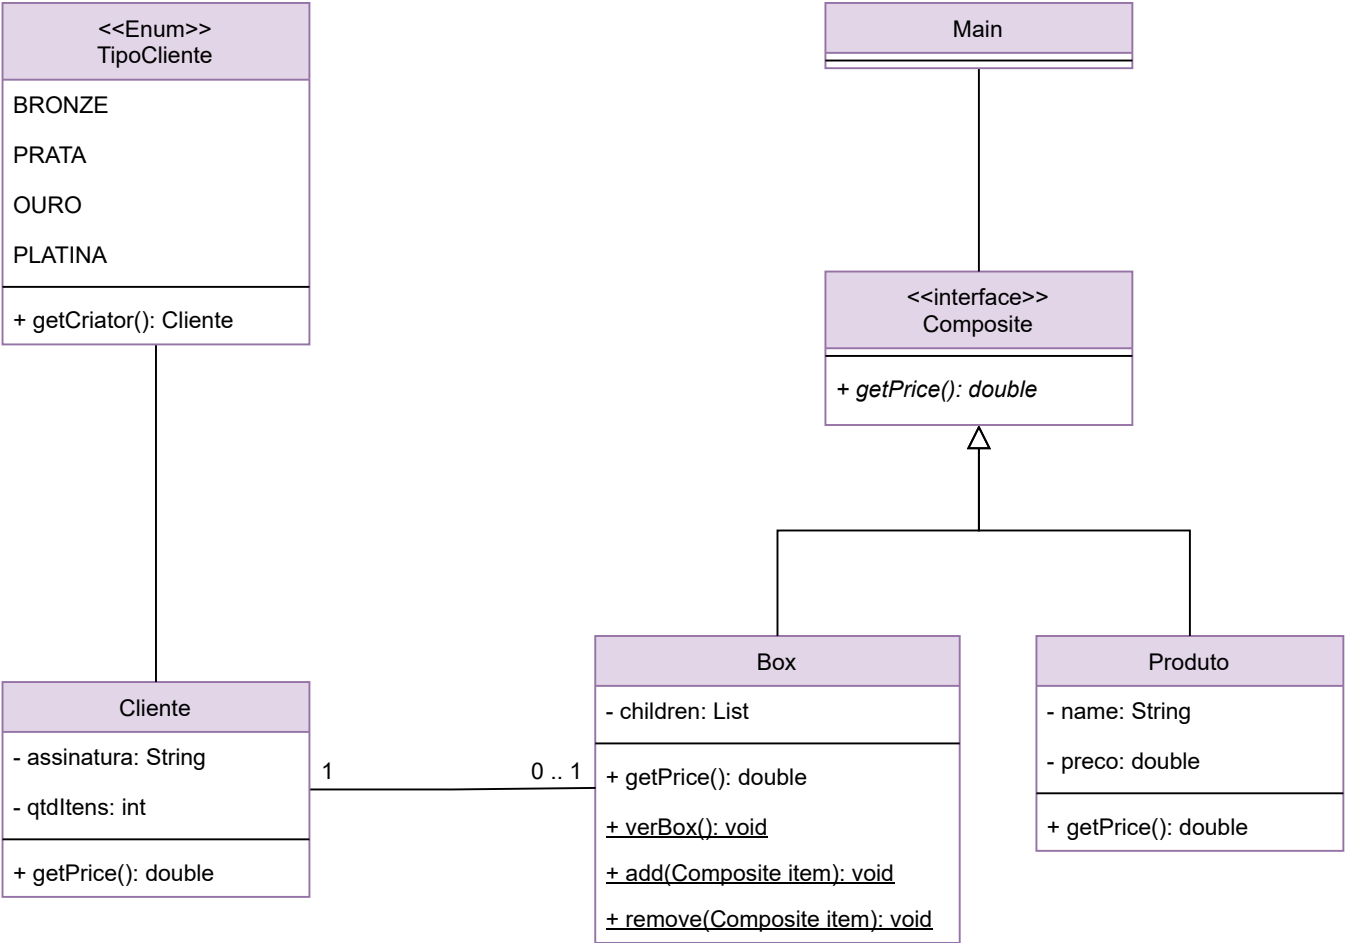 <<Enum>>
TipoCliente
BRONZE
PRATA
OURO
PLATINA
+ getCriator(): Cliente
Main
<<interface>>
Composite
+ getPrice(): double
Cliente
- assinatura: String
- qtdItens: int
+ getPrice(): double
1
0 .. 1
Box
- children: List
+ getPrice(): double
+ verBox(): void
+ add(Composite item): void
+ remove(Composite item): void
Produto
- name: String
- preco: double
+ getPrice(): double